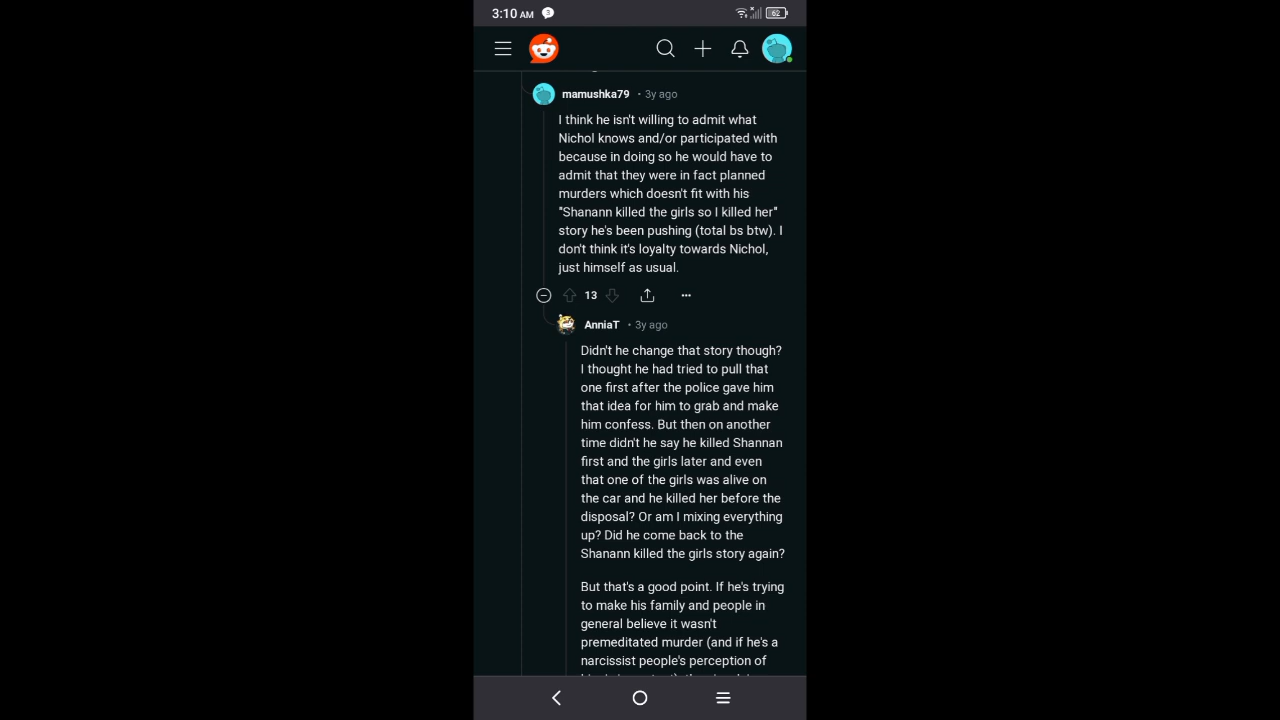 3:10 AM 3
62
mamushka79 • 3y ago
I think he isn't willing to admit what
Nichol knows and/or participated with
because in doing so he would have to
admit that they were in fact planned
murders which doesn't fit with his
"Shanann killed the girls so I killed her"
story he's been pushing (total bs btw). I
don't think it's loyalty towards Nichol,
just himself as usual.
13
AnniaT • 3y ago
Didn't he change that story though?
I thought he had tried to pull that
one first after the police gave him
that idea for him to grab and make
him confess. But then on another
time didn't he say he killed Shannan
first and the girls later and even
that one of the girls was alive on
the car and he killed her before the
disposal? Or am I mixing everything
up? Did he come back to the
Shanann killed the girls story again?
But that's a good point. If he's trying
to make his family and people in
general believe it wasn't
premeditated murder (and if he's a
narcissist people's perception of